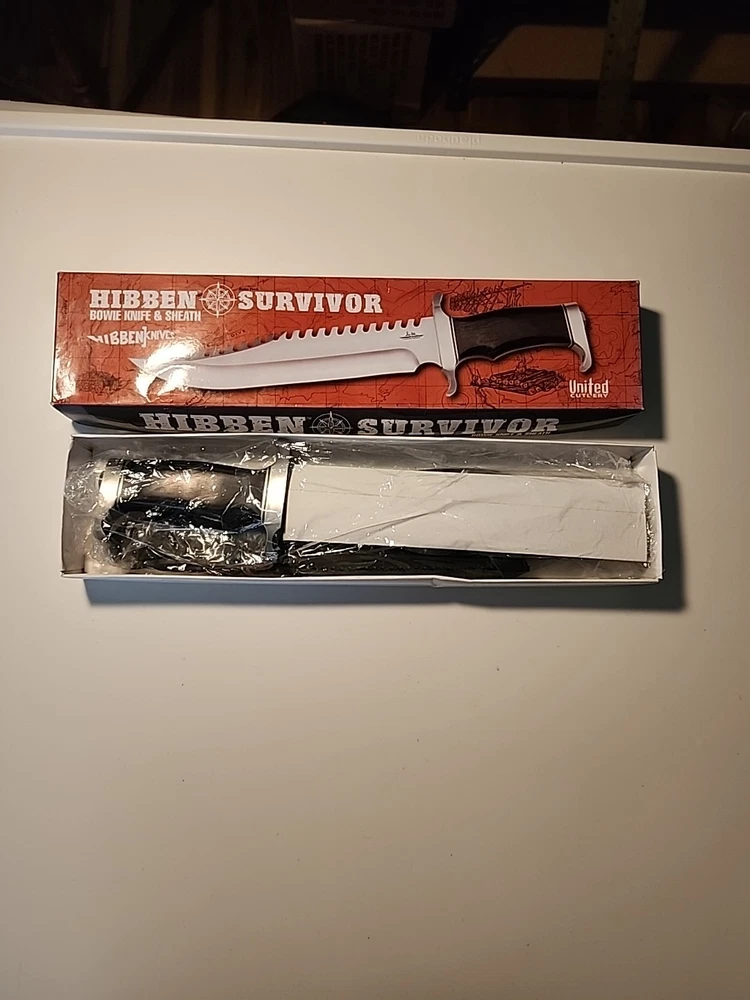 HIBBEN SURVIVOR
BOWIE KNIFE & SHEATH
HIBBEN KNIVES
United
CUTLERY
HIBBEN SURVIVOR
BOWIE KNIFE & SHEATH